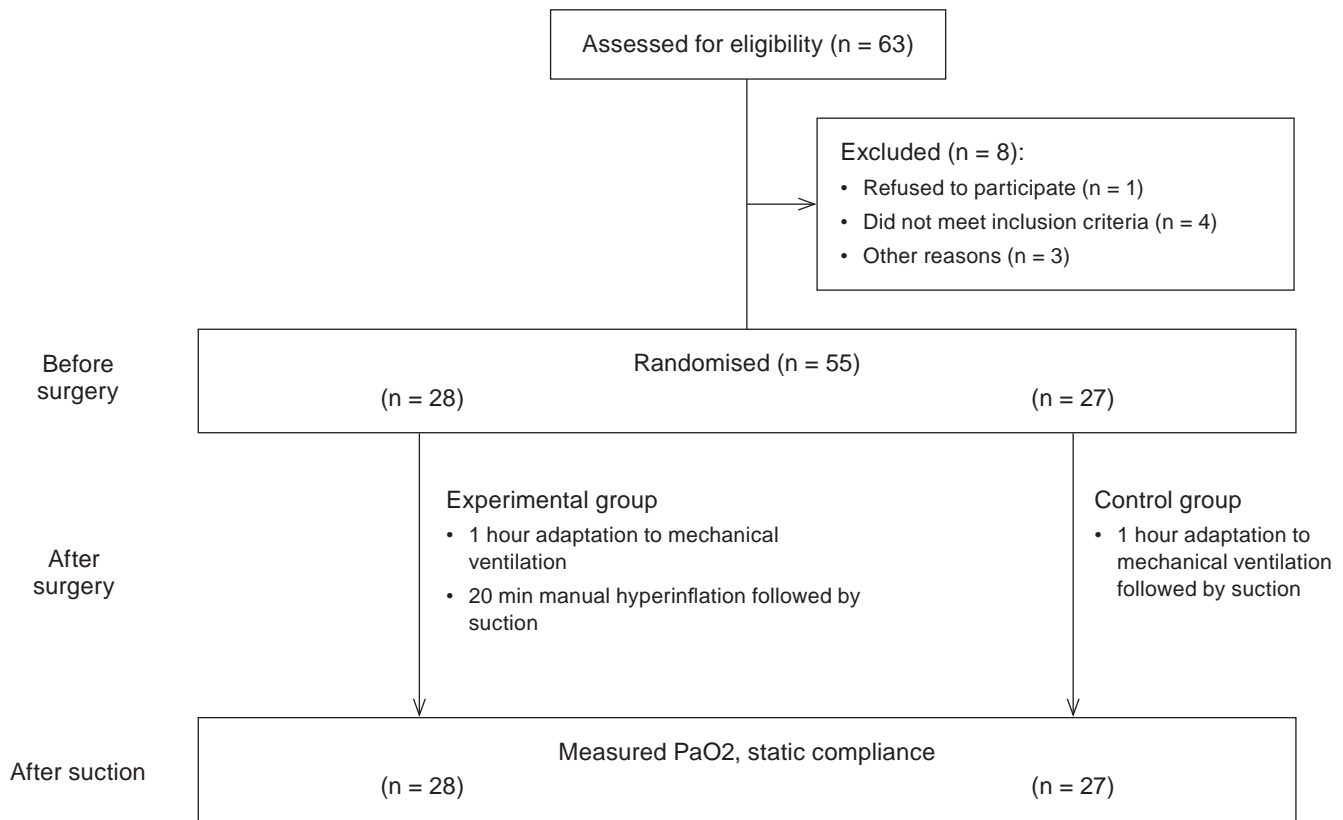 Assessed for eligibility (n = 63)
Excluded (n = 8):
• Refused to participate (n = 1)
• Did not meet inclusion criteria (n = 4)
• Other reasons (n = 3)
Before
surgery
Randomised (n = 55)
(n = 28)
(n = 27)
After
surgery
Experimental group
• 1 hour adaptation to mechanical
ventilation
• 20 min manual hyperinflation followed by
suction
Control group
• 1 hour adaptation to
mechanical ventilation
followed by suction
After suction
Measured PaO2, static compliance
(n = 28)
(n = 27)